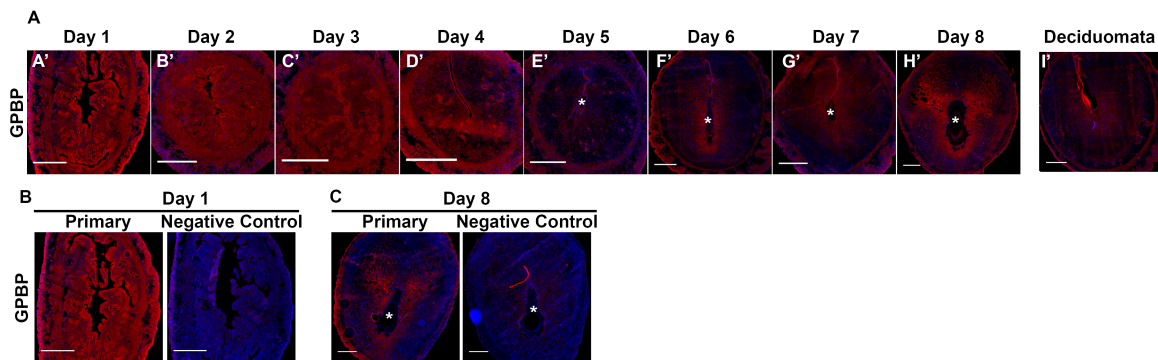 A
Day 1 Day 2 Day 3 Day 4 Day 5 Day 6 Day 7 Day 8 Deciduomata
GPBP
A' B' C' D' E' F' G' H' I'
* * * *
B Day 1
Primary Negative Control
GPBP
C Day 8
Primary Negative Control
* *